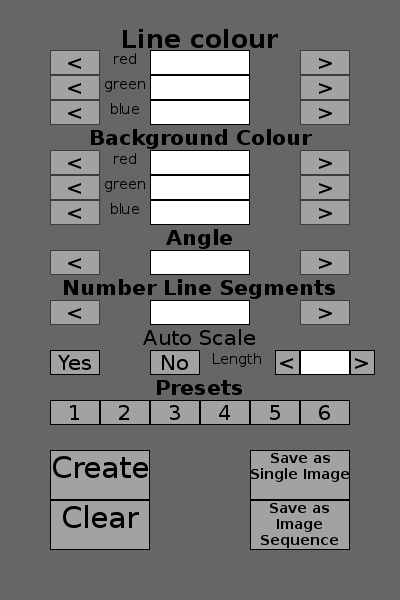 Line colour
< red >
< green >
< blue >
Background Colour
< red >
< green >
< blue >
Angle
< >
Number Line Segments
< >
Auto Scale
Yes No Length < >
Presets
1 2 3 4 5 6
Create
Save as
Single Image
Clear
Save as
Image
Sequence